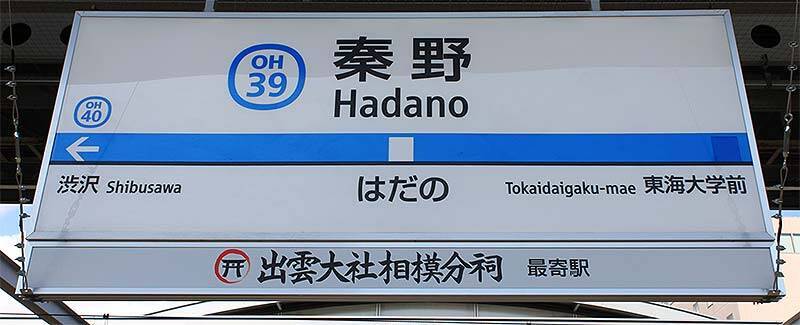 OH
39
秦野
Hadano
OH
40
渋沢 Shibusawa
はだの
Tokaidaigaku-mae 東海大学前
出雲大社相模分祠 最寄駅